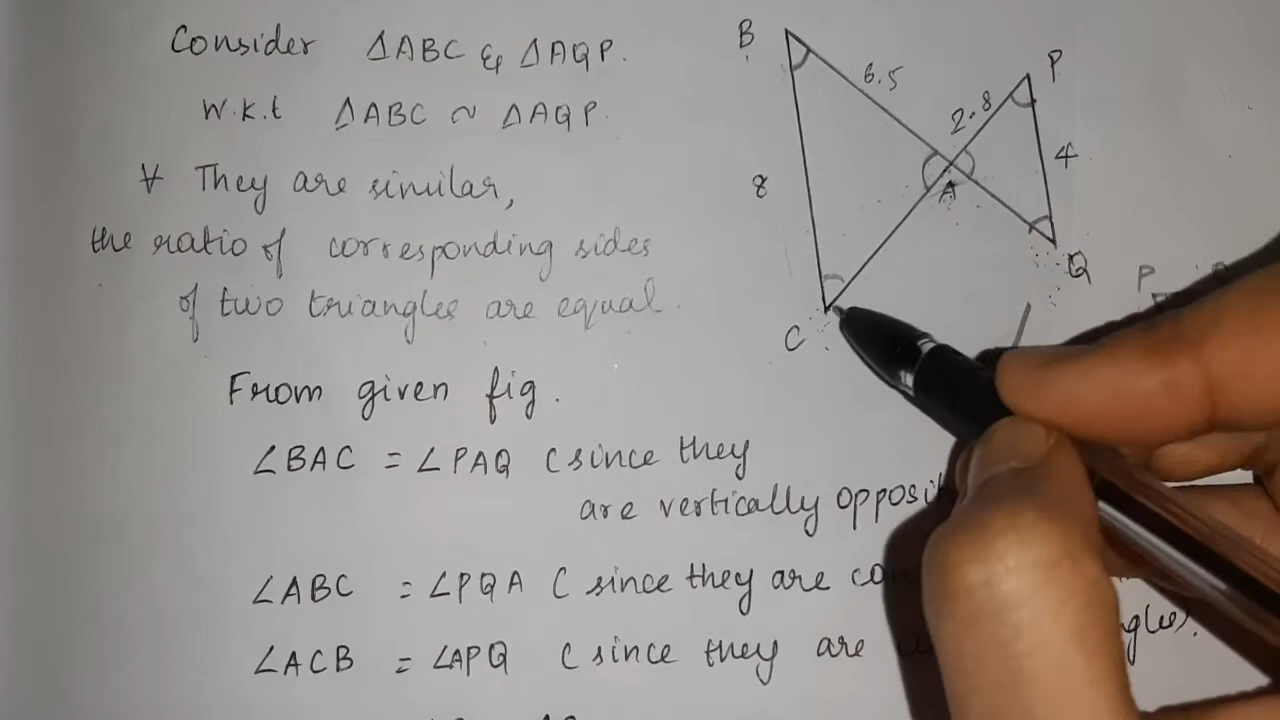 Consider ΔABC & ΔAQP.
W.K.t ΔABC ~ ΔAQP.
∀ They are similar,
the ratio of corresponding sides
of two triangles are equal.
From given fig.
∠BAC = ∠PAQ (since they
are vertically
∠ABC = ∠PQA (since they are
∠ACB = ∠APQ (since they are
B
6.5
P
2.8
4
8
A
Q
C
P